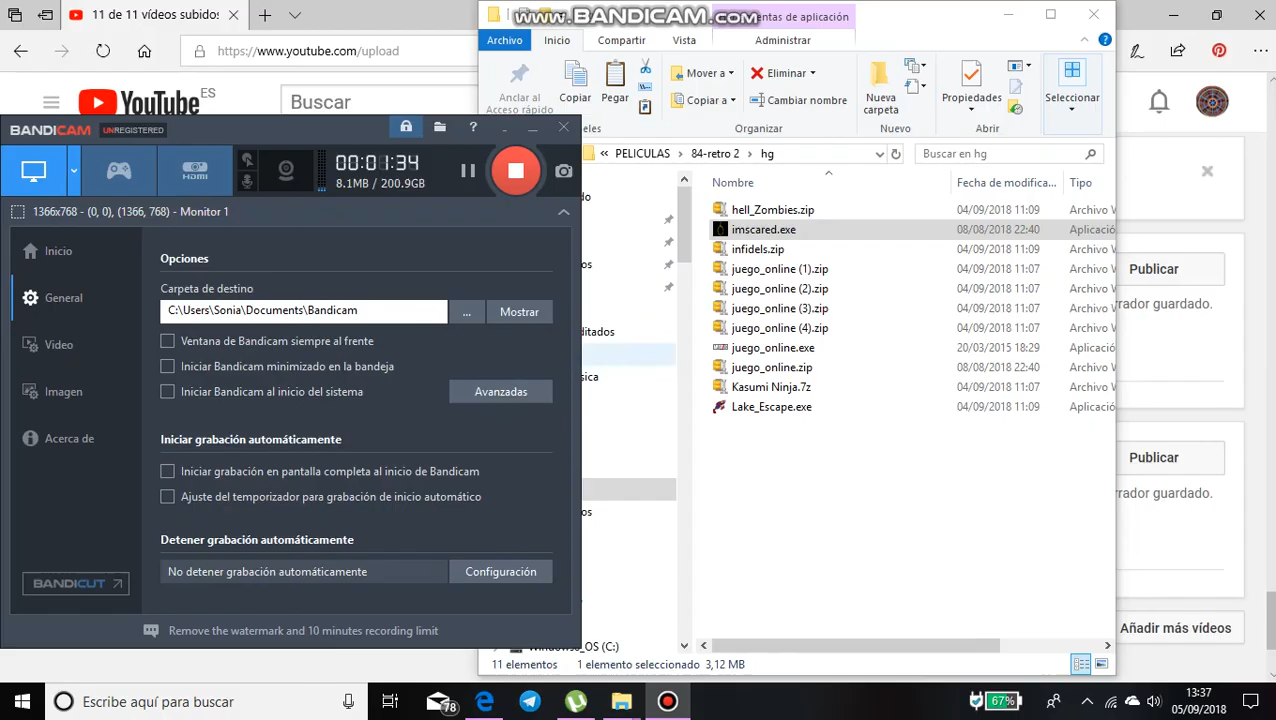 11 de 11 vídeos subidos
https://www.youtube.com/upload
YouTube ES
Buscar
www.BANDICAM.com
entas de aplicación
Archivo Inicio Compartir Vista Administrar
Anclar al
Acceso rápido
Copiar
Pegar
Mover a
Copiar a
Eliminar
Cambiar nombre
Nueva
carpeta
Propiedades
Seleccionar
eles
Organizar
Nuevo
Abrir
« PELICULAS > 84-retro 2 > hg
Buscar en hg
Nombre Fecha de modifica... Tipo
hell_Zombies.zip 04/09/2018 11:09 Archivo W
imscared.exe 08/08/2018 22:40 Aplicació
infidels.zip 04/09/2018 11:09 Archivo W
juego_online (1).zip 04/09/2018 11:07 Archivo W
juego_online (2).zip 04/09/2018 11:07 Archivo W
juego_online (3).zip 04/09/2018 11:07 Archivo W
juego_online (4).zip 04/09/2018 11:07 Archivo W
juego_online.exe 20/03/2015 18:29 Aplicació
juego_online.zip 08/08/2018 22:40 Archivo W
Kasumi Ninja.7z 04/09/2018 11:07 Archivo W
Lake_Escape.exe 04/09/2018 11:09 Aplicació
do
os
ditados
sica
os
Windows_OS (C:)
11 elementos 1 elemento seleccionado 3,12 MB
BANDICAM UNREGISTERED
HDMI
00:01:34
8.1MB / 200.9GB
1366x768 - (0, 0), (1366, 768) - Monitor 1
Inicio
General
Video
Imagen
Acerca de
BANDICUT
Opciones
Carpeta de destino
C:\Users\Sonia\Documents\Bandicam ... Mostrar
Ventana de Bandicam siempre al frente
Iniciar Bandicam minimizado en la bandeja
Iniciar Bandicam al inicio del sistema
Avanzadas
Iniciar grabación automáticamente
Iniciar grabación en pantalla completa al inicio de Bandicam
Ajuste del temporizador para grabación de inicio automático
Detener grabación automáticamente
No detener grabación automáticamente Configuración
Remove the watermark and 10 minutes recording limit
Publicar
rrador guardado.
Publicar
rrador guardado.
Añadir más vídeos
Escribe aquí para buscar
78
67%
13:37
05/09/2018